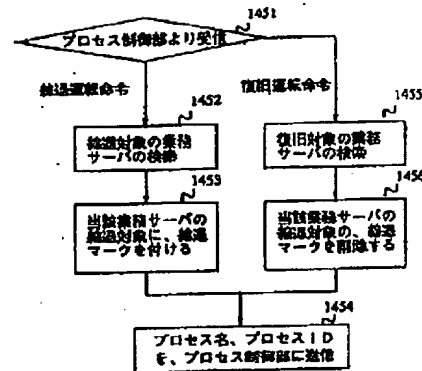 1451
プロセス制御部より受信
縮退運転命令
復旧運転命令
1452
縮退対象の業務
サーバの検索
1455
復旧対象の業務
サーバの検索
1453
当該業務サーバの
縮退対象に、縮退
マークを付ける
1456
当該業務サーバの
縮退対象の、縮退
マークを削除する
1454
プロセス名、プロセスID
を、プロセス制御部に送信